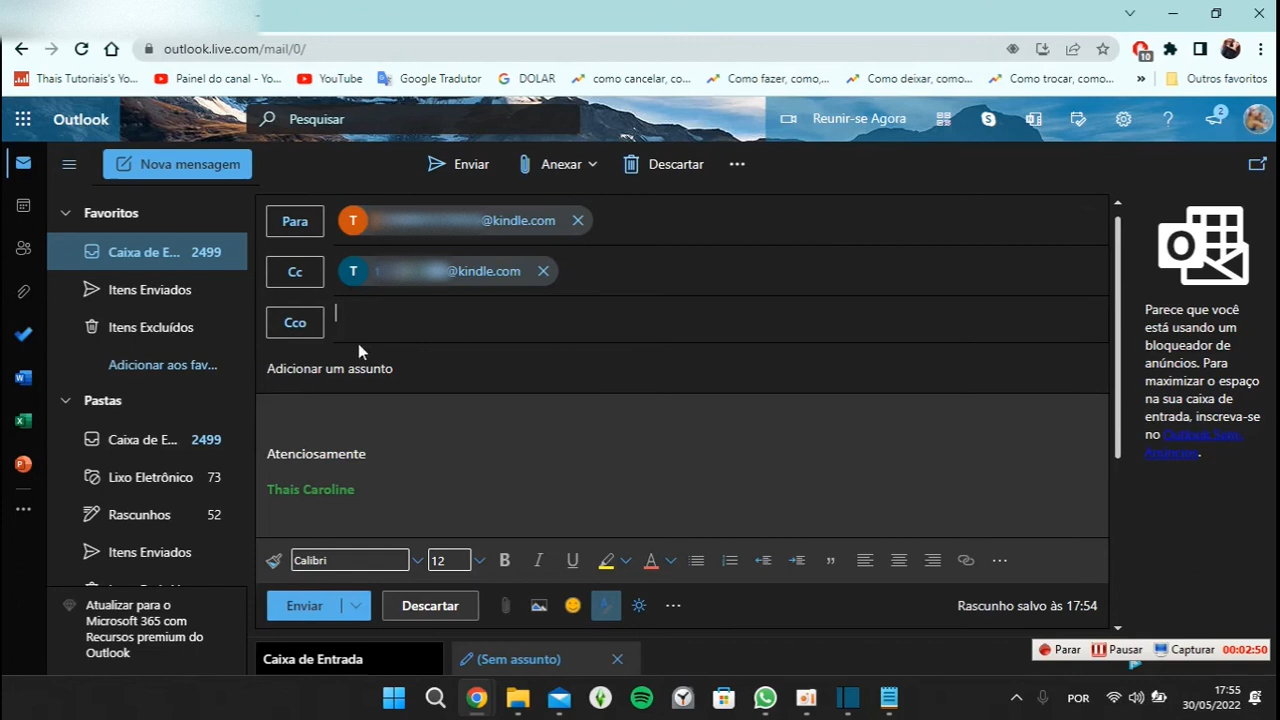 outlook.live.com/mail/0/
10
Thais Tutoriais's Yo...
Painel do canal - Yo...
YouTube
Google Tradutor
DOLAR
como cancelar, co...
Como fazer, como,...
Como deixar, como...
Como trocar, como...
»
Outros favoritos
Outlook
Pesquisar
Reunir-se Agora
2
Nova mensagem
Enviar
Anexar
Descartar
Favoritos
Caixa de E... 2499
Itens Enviados
Itens Excluídos
Adicionar aos fav...
Pastas
Caixa de E... 2499
Lixo Eletrônico 73
Rascunhos 52
Itens Enviados
Atualizar para o
Microsoft 365 com
Recursos premium do
Outlook
Para
T
@kindle.com
Cc
T
@kindle.com
Cco
Adicionar um assunto
Atenciosamente
Thais Caroline
Calibri
12
B I U
A
Enviar
Descartar
Rascunho salvo às 17:54
Caixa de Entrada
(Sem assunto)
Parece que você
está usando um
bloqueador de
anúncios. Para
maximizar o espaço
na sua caixa de
entrada, inscreva-se
no Outlook Sem
Anúncios.
Parar
Pausar
Capturar
00:02:50
POR
17:55
30/05/2022